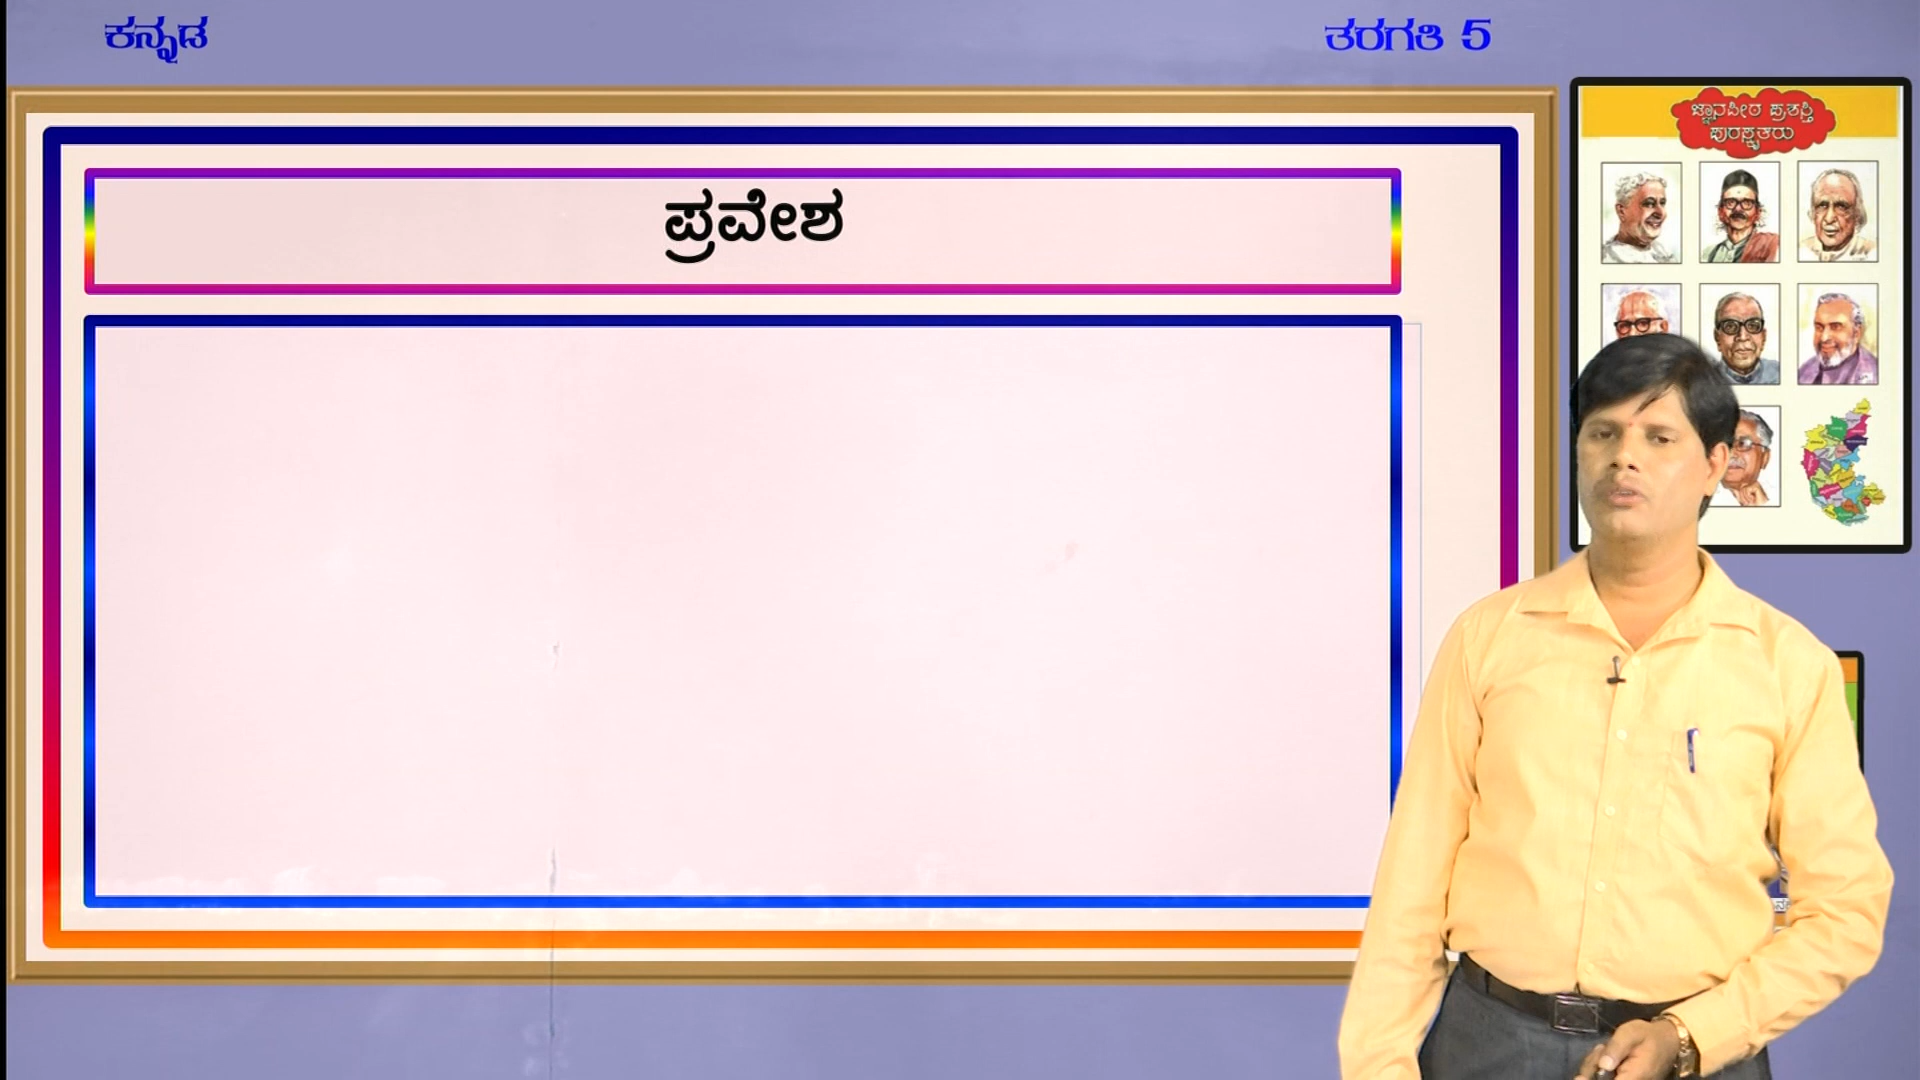 ಕನ್ನಡ
ತರಗತಿ 5
ಜ್ಞಾನಪೀಠ ಪ್ರಶಸ್ತಿ
ಪುರಸ್ಕೃತರು
ಪ್ರವೇಶ